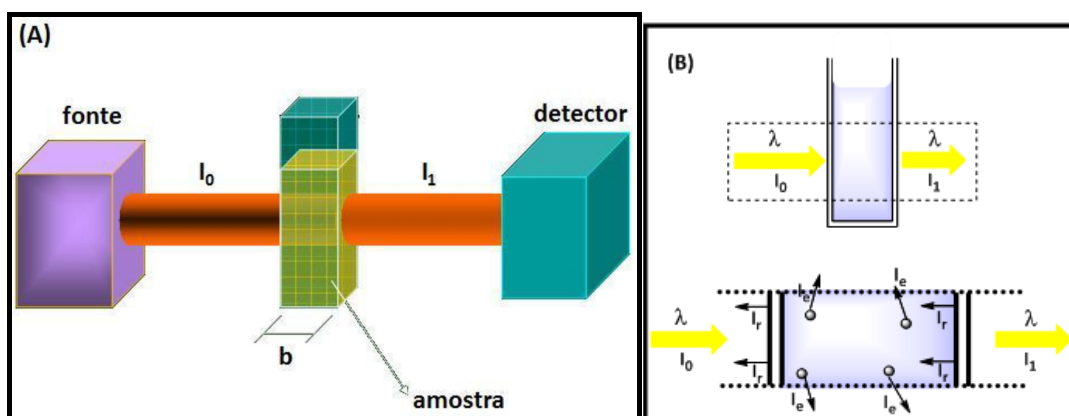 (A)
fonte
detector
I₀
I₁
b
amostra
(B)
λ
λ
I₀
I₁
Iₑ
Iₑ
λ
Iᵣ
Iᵣ
λ
I₀
Iᵣ
Iᵣ
I₁
Iₑ
Iₑ